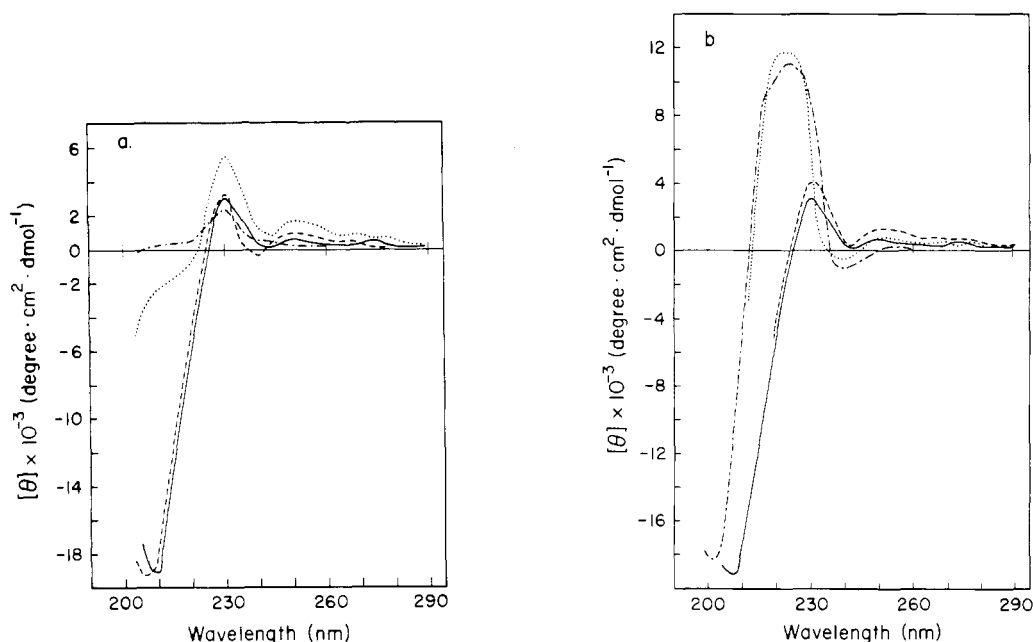 a.
6
2
-2
-6
-10
-14
-18
[θ] × 10⁻³ (degree · cm² · dmol⁻¹)
200 230 260 290
Wavelength (nm)
b
12
8
4
-4
-8
-12
-16
[θ] × 10⁻³ (degree · cm² · dmol⁻¹)
200 230 260 290
Wavelength (nm)